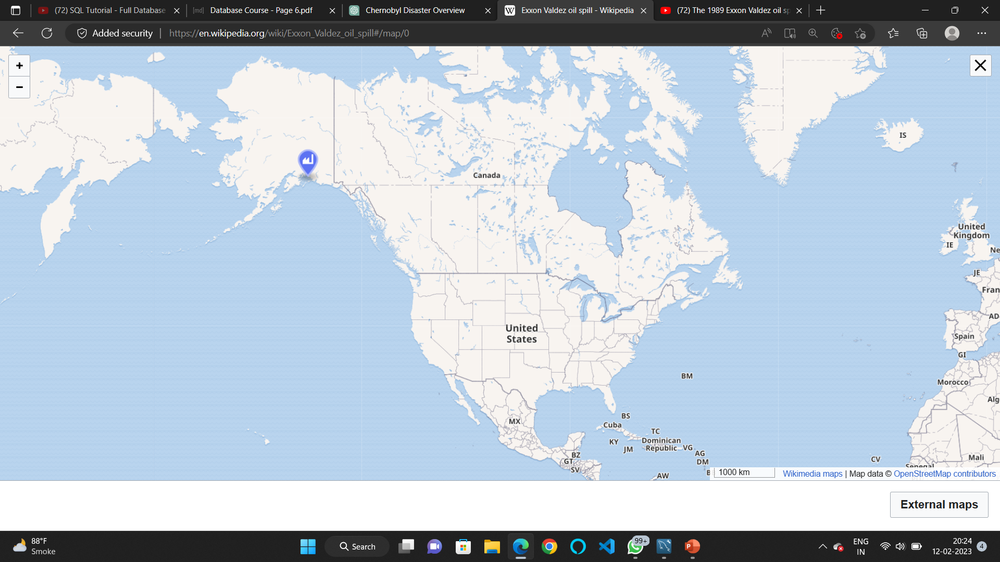 (72) SQL Tutorial - Full Database
[md] Database Course - Page 6.pdf
Chernobyl Disaster Overview
W Exxon Valdez oil spill - Wikipedia
(72) The 1989 Exxon Valdez oil sp
Added security
https://en.wikipedia.org/wiki/Exxon_Valdez_oil_spill#/map/0
+
−
IS
Canada
United
Kingdom
IE
Ne
JE
Fran
AD
United
States
Spain
GI
BM
Morocco
Alg
BS
MX
Cuba
TC
KY
Dominican
Republic
JM
VG
AG
BZ
GT
DM
SV
CV
Mali
Senegal
AW
B
1000 km
Wikimedia maps | Map data © OpenStreetMap contributors
External maps
88°F
Smoke
Search
99+
ENG
IN
20:24
12-02-2023
4